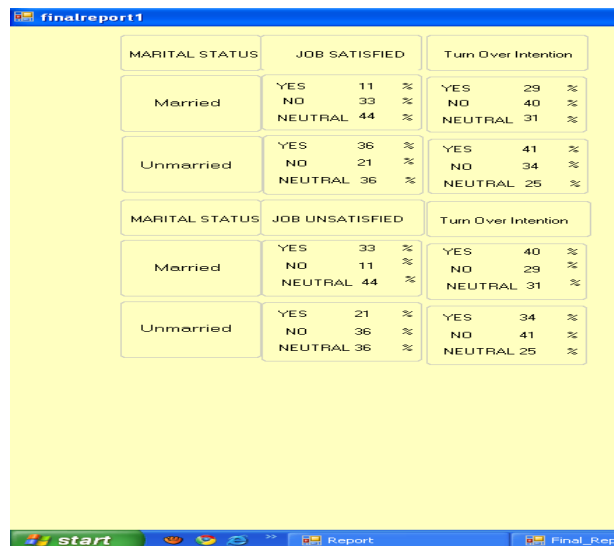 finalreport1
MARITAL STATUS JOB SATISFIED Turn Over Intention
Married
YES 11 %
NO 33 %
NEUTRAL 44 %
YES 29 %
NO 40 %
NEUTRAL 31 %
Unmarried
YES 36 %
NO 21 %
NEUTRAL 36 %
YES 41 %
NO 34 %
NEUTRAL 25 %
MARITAL STATUS JOB UNSATISFIED Turn Over Intention
Married
YES 33 %
NO 11 %
NEUTRAL 44 %
YES 40 %
NO 29 %
NEUTRAL 31 %
Unmarried
YES 21 %
NO 36 %
NEUTRAL 36 %
YES 34 %
NO 41 %
NEUTRAL 25 %
start » Report Final_Rep